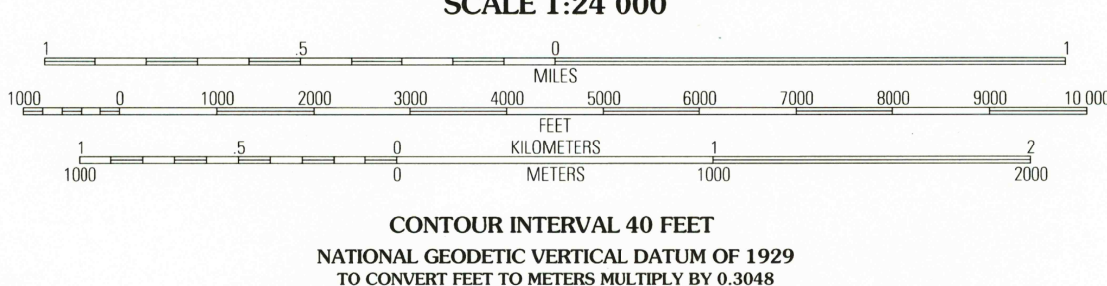 SCALE 1:24 000
1 .5 0 1
MILES
1000 0 1000 2000 3000 4000 5000 6000 7000 8000 9000 10 000
FEET
1 .5 0 KILOMETERS 1 2
1000 0 METERS 1000 2000
CONTOUR INTERVAL 40 FEET
NATIONAL GEODETIC VERTICAL DATUM OF 1929
TO CONVERT FEET TO METERS MULTIPLY BY 0.3048